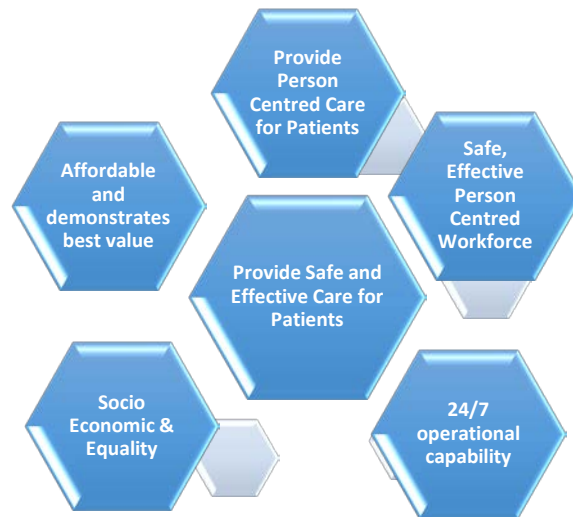 Provide
Person
Centred Care
for Patients
Safe,
Effective
Person
Centred
Workforce
Affordable
and
demonstrates
best value
Provide Safe and
Effective Care for
Patients
Socio
Economic &
Equality
24/7
operational
capability